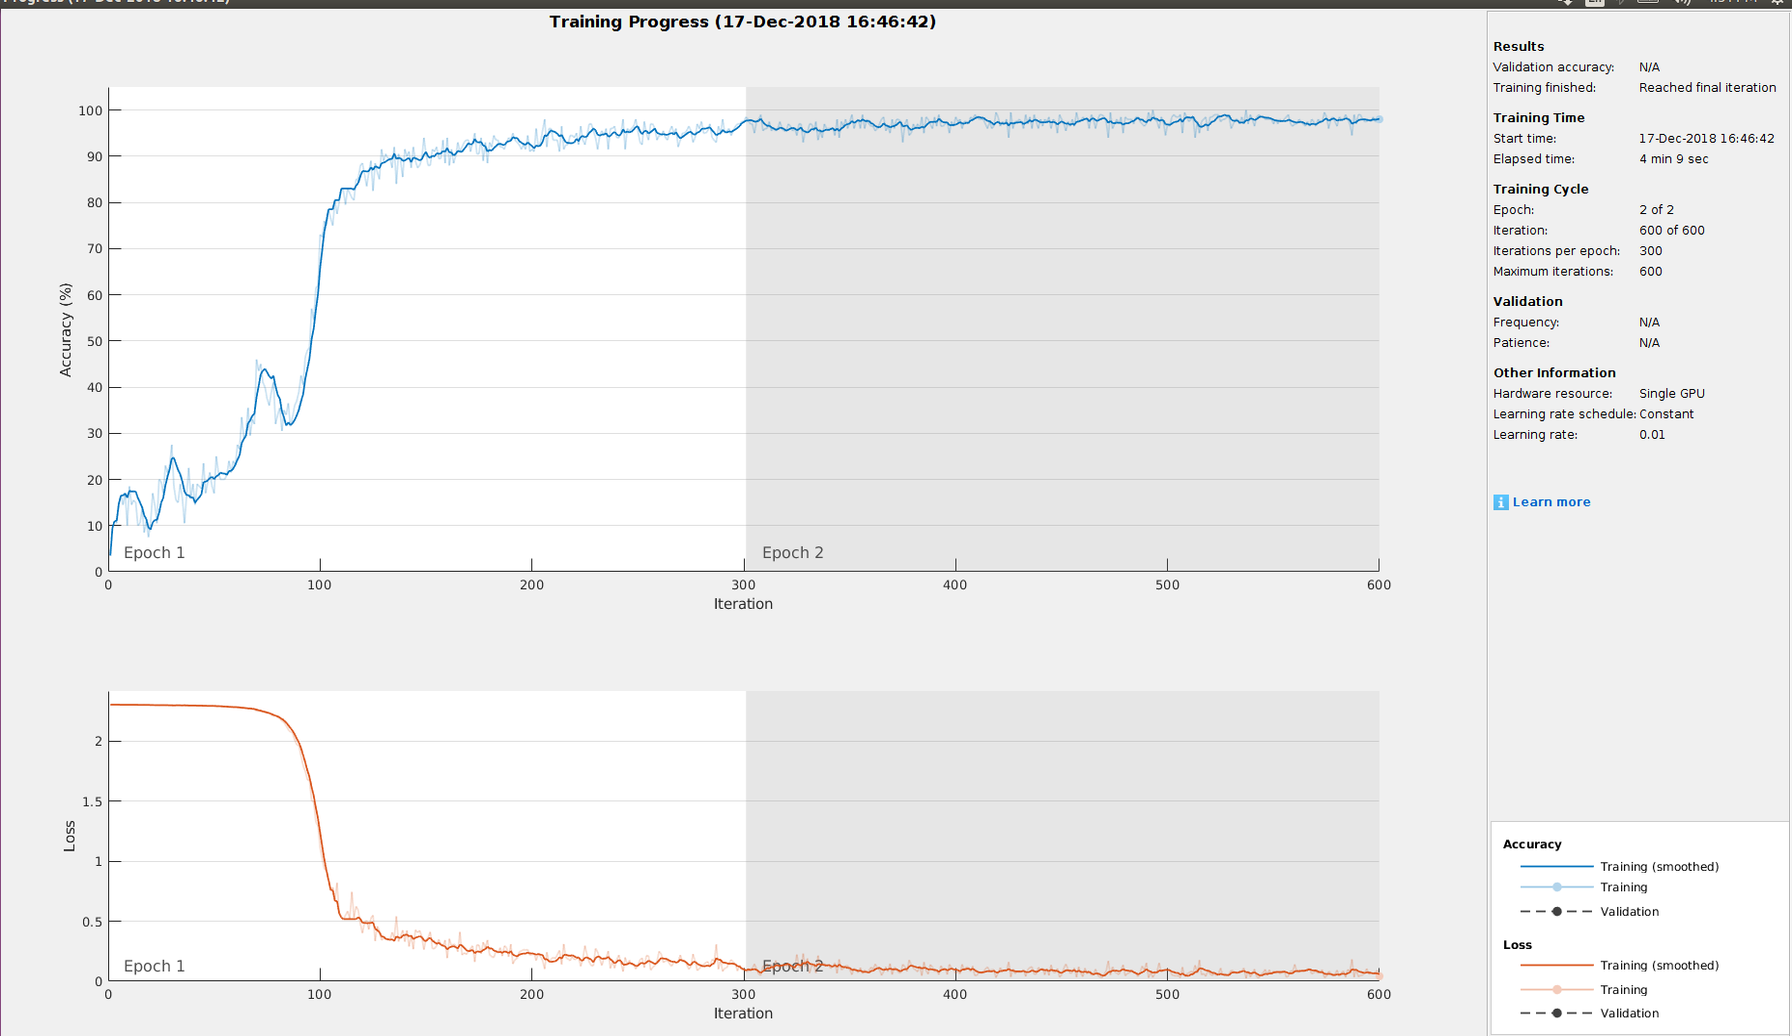 Training Progress (17-Dec-2018 16:46:42)
100
90
80
70
60
50
40
30
20
10
0
Accuracy (%)
Epoch 1
Epoch 2
0 100 200 300 400 500 600
Iteration
2
1.5
1
0.5
0
Loss
Epoch 1
Epoch 2
0 100 200 300 400 500 600
Iteration
Results
Validation accuracy: N/A
Training finished: Reached final iteration
Training Time
Start time: 17-Dec-2018 16:46:42
Elapsed time: 4 min 9 sec
Training Cycle
Epoch: 2 of 2
Iteration: 600 of 600
Iterations per epoch: 300
Maximum iterations: 600
Validation
Frequency: N/A
Patience: N/A
Other Information
Hardware resource: Single GPU
Learning rate schedule: Constant
Learning rate: 0.01
i Learn more
Accuracy
Training (smoothed)
Training
Validation
Loss
Training (smoothed)
Training
Validation